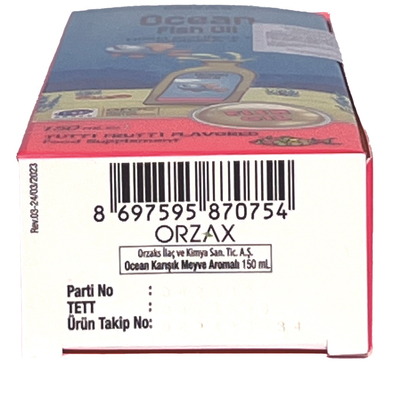 Ocean
Fish Oil
150 mL
TUTTI FRUTTI FLAVORED
Food Supplement
Rev.03-24/03/2023
8 697595 870754
ORZAX
Orzaks İlaç ve Kimya San. Tic. A.Ş.
Ocean Karışık Meyve Aromalı 150 mL
Parti No :
TETT :
Ürün Takip No: